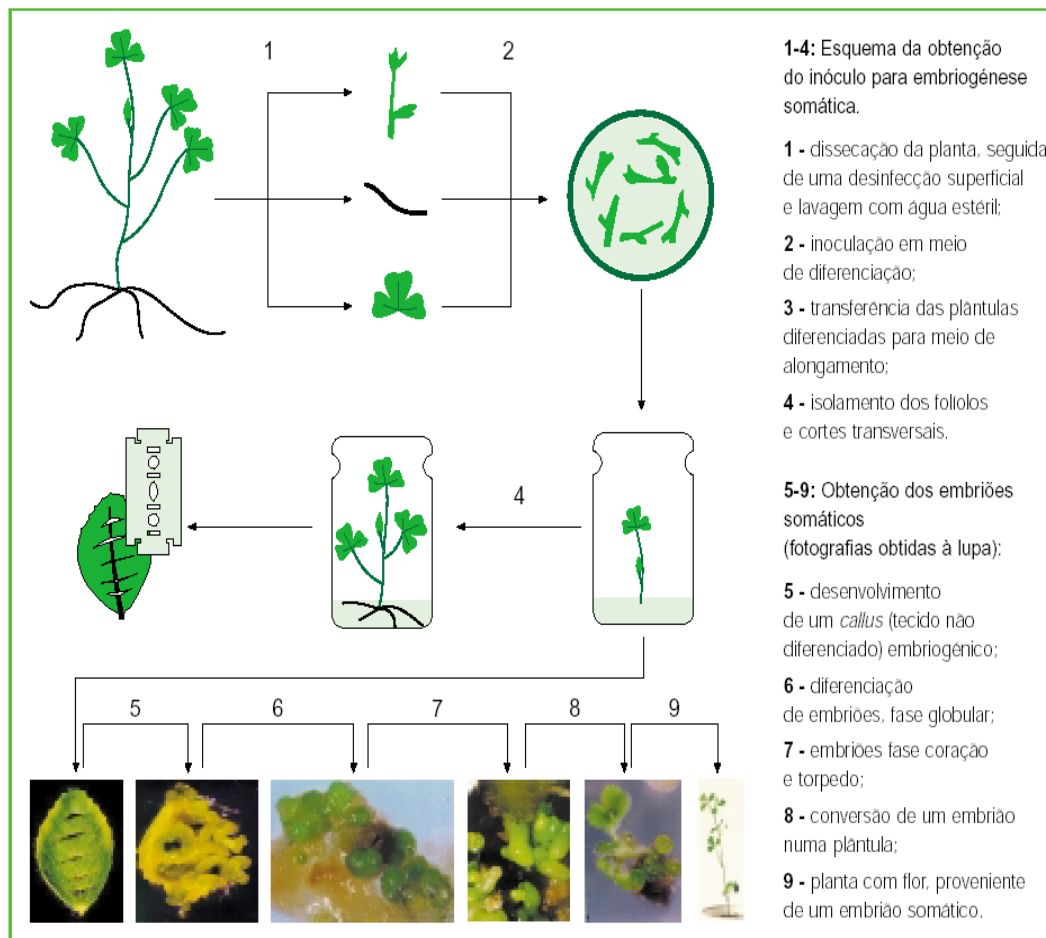 1
2
4
5
6
7
8
9
1-4: Esquema da obtenção
do inóculo para embriogénese
somática.
1 - dissecação da planta, seguida
de uma desinfecção superficial
e lavagem com água estéril;
2 - inoculação em meio
de diferenciação;
3 - transferência das plântulas
diferenciadas para meio de
alongamento;
4 - isolamento dos folíolos
e cortes transversais.
5-9: Obtenção dos embriões
somáticos
(fotografias obtidas à lupa):
5 - desenvolvimento
de um callus (tecido não
diferenciado) embriogénico;
6 - diferenciação
de embriões, fase globular;
7 - embriões fase coração
e torpedo;
8 - conversão de um embrião
numa plântula;
9 - planta com flor, proveniente
de um embrião somático.